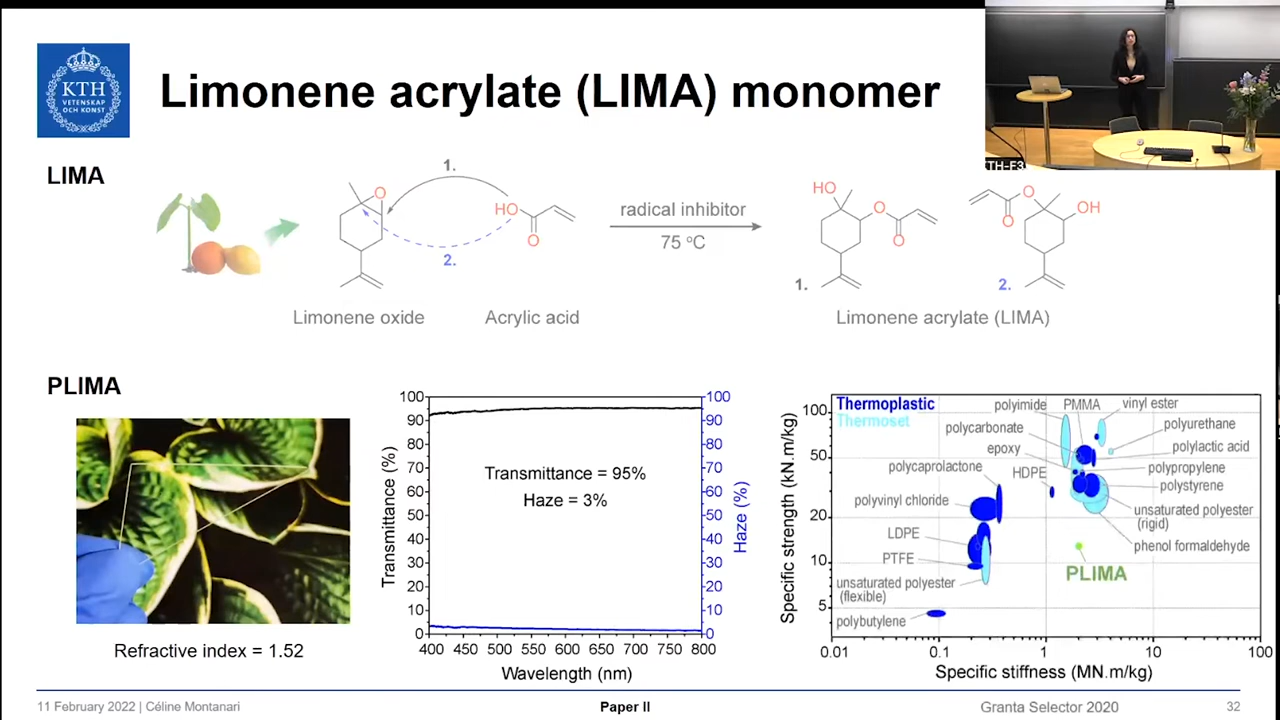 KTH
VETENSKAP
OCH KONST
Limonene acrylate (LIMA) monomer
KTH-F3
LIMA
1.
O
HO
O
2.
radical inhibitor
75 °C
HO
O
O
1.
O
O
OH
2.
Limonene oxide
Acrylic acid
Limonene acrylate (LIMA)
PLIMA
Refractive index = 1.52
Transmittance (%)
100
90
80
70
60
50
40
30
20
10
0
Transmittance = 95%
Haze = 3%
100
90
80
70
60
50
40
30
20
10
0
Haze (%)
400 450 500 550 600 650 700 750 800
Wavelength (nm)
Specific strength (kN.m/kg)
100
50
20
10
5
Thermoplastic
Thermoset
polyimide
PMMA
vinyl ester
polycarbonate
polyurethane
epoxy
polylactic acid
polycaprolactone
HDPE
polypropylene
polystyrene
polyvinyl chloride
unsaturated polyester
(rigid)
LDPE
phenol formaldehyde
PTFE
PLIMA
unsaturated polyester
(flexible)
polybutylene
0.01 0.1 1 10 100
Specific stiffness (MN.m/kg)
11 February 2022 | Céline Montanari
Paper II
Granta Selector 2020
32